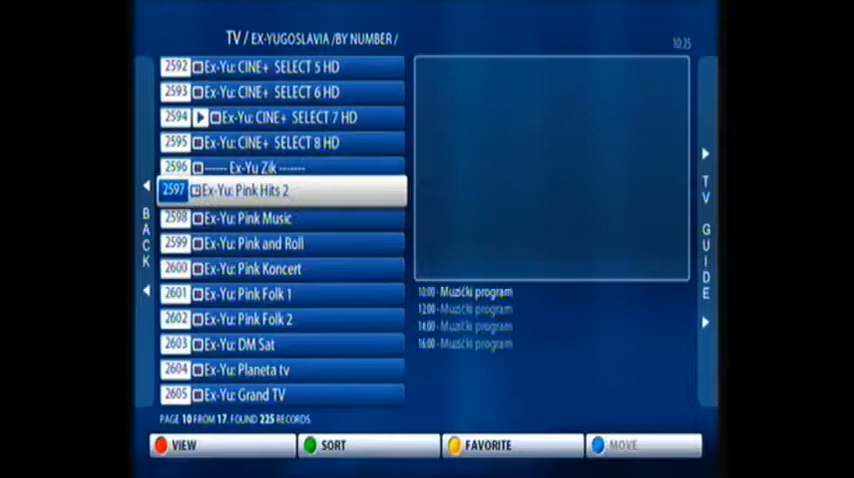 TV / EX-YUGOSLAVIA /BY NUMBER /
10:25
2592 Ex-Yu: CINE+ SELECT 5 HD
2593 Ex-Yu: CINE+ SELECT 6 HD
2594 Ex-Yu: CINE+ SELECT 7 HD
2595 Ex-Yu: CINE+ SELECT 8 HD
2596 ------ Ex-Yu Zik -------
2597 Ex-Yu: Pink Hits 2
2598 Ex-Yu: Pink Music
2599 Ex-Yu: Pink and Roll
2600 Ex-Yu: Pink Koncert
2601 Ex-Yu: Pink Folk 1
2602 Ex-Yu: Pink Folk 2
2603 Ex-Yu: DM Sat
2604 Ex-Yu: Planeta tv
2605 Ex-Yu: Grand TV
BACK
10:00 - Muzički program
12:00 - Muzički program
14:00 - Muzički program
16:00 - Muzički program
TV GUIDE
PAGE 10 FROM 17. FOUND 225 RECORDS.
VIEW
SORT
FAVORITE
MOVE